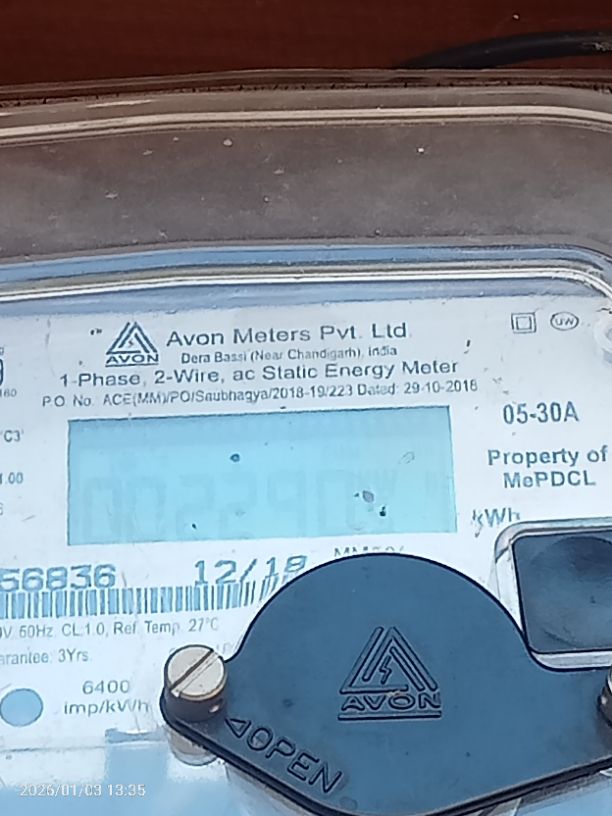 AVON
Avon Meters Pvt. Ltd.
Dera Bassi (Near Chandigarh), India
1-Phase, 2-Wire, ac Static Energy Meter
P.O. No. ACE(MM)/PO/Saubhagya/2018-19/223 Dated: 29-10-2018
UW
05-30A
Property of
MePDCL
kWh
56836 12/18
50Hz, CL.1.0, Ref. Temp. 27°C
3Yrs.
6400
imp/kWh
AVON
OPEN
2026/01/03 13:35